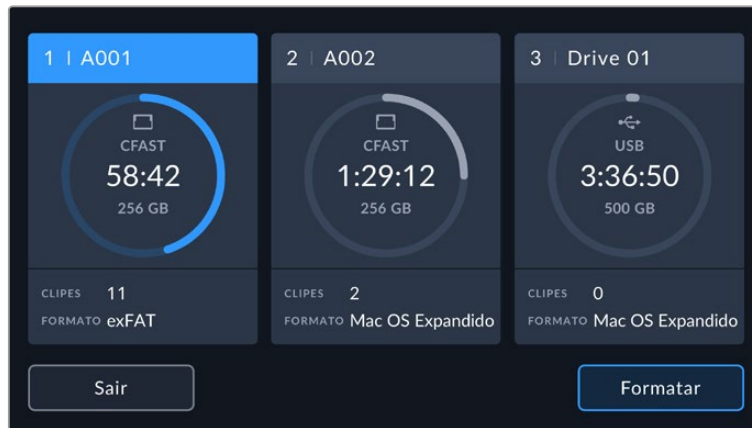 1 | A001
CFAST
58:42
256 GB
CLIPES 11
FORMATO exFAT
2 | A002
CFAST
1:29:12
256 GB
CLIPES 2
FORMATO Mac OS Expandido
3 | Drive 01
USB
3:36:50
500 GB
CLIPES 0
FORMATO Mac OS Expandido
Sair
Formatar